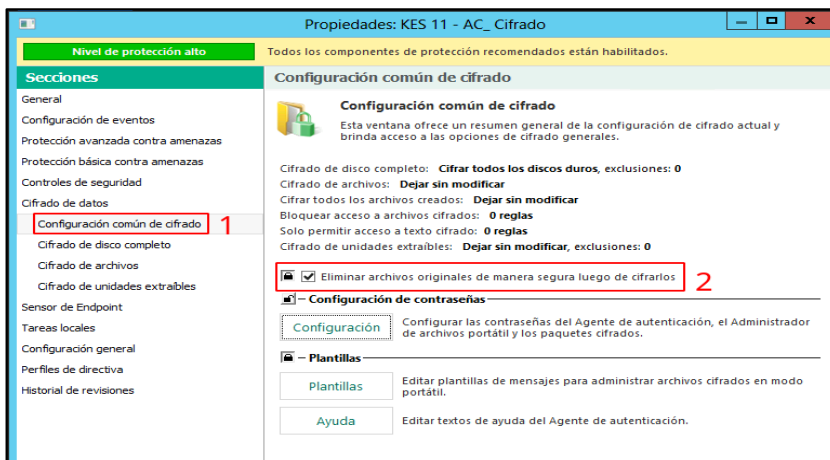 Propiedades: KES 11 - AC_ Cifrado
Nivel de protección alto
Todos los componentes de protección recomendados están habilitados.
Secciones
General
Configuración de eventos
Protección avanzada contra amenazas
Protección básica contra amenazas
Controles de seguridad
Cifrado de datos
Configuración común de cifrado 1
Cifrado de disco completo
Cifrado de archivos
Cifrado de unidades extraíbles
Sensor de Endpoint
Tareas locales
Configuración general
Perfiles de directiva
Historial de revisiones
Configuración común de cifrado
Configuración común de cifrado
Esta ventana ofrece un resumen general de la configuración de cifrado actual y
brinda acceso a las opciones de cifrado generales.
Cifrado de disco completo: Cifrar todos los discos duros, exclusiones: 0
Cifrado de archivos: Dejar sin modificar
Cifrar todos los archivos creados: Dejar sin modificar
Bloquear acceso a archivos cifrados: 0 reglas
Solo permitir acceso a texto cifrado: 0 reglas
Cifrado de unidades extraíbles: Dejar sin modificar, exclusiones: 0
Eliminar archivos originales de manera segura luego de cifrarlos 2
Configuración de contraseñas
Configuración
Configurar las contraseñas del Agente de autenticación, el Administrador
de archivos portátil y los paquetes cifrados.
Plantillas
Plantillas
Editar plantillas de mensajes para administrar archivos cifrados en modo
portátil.
Ayuda
Editar textos de ayuda del Agente de autenticación.